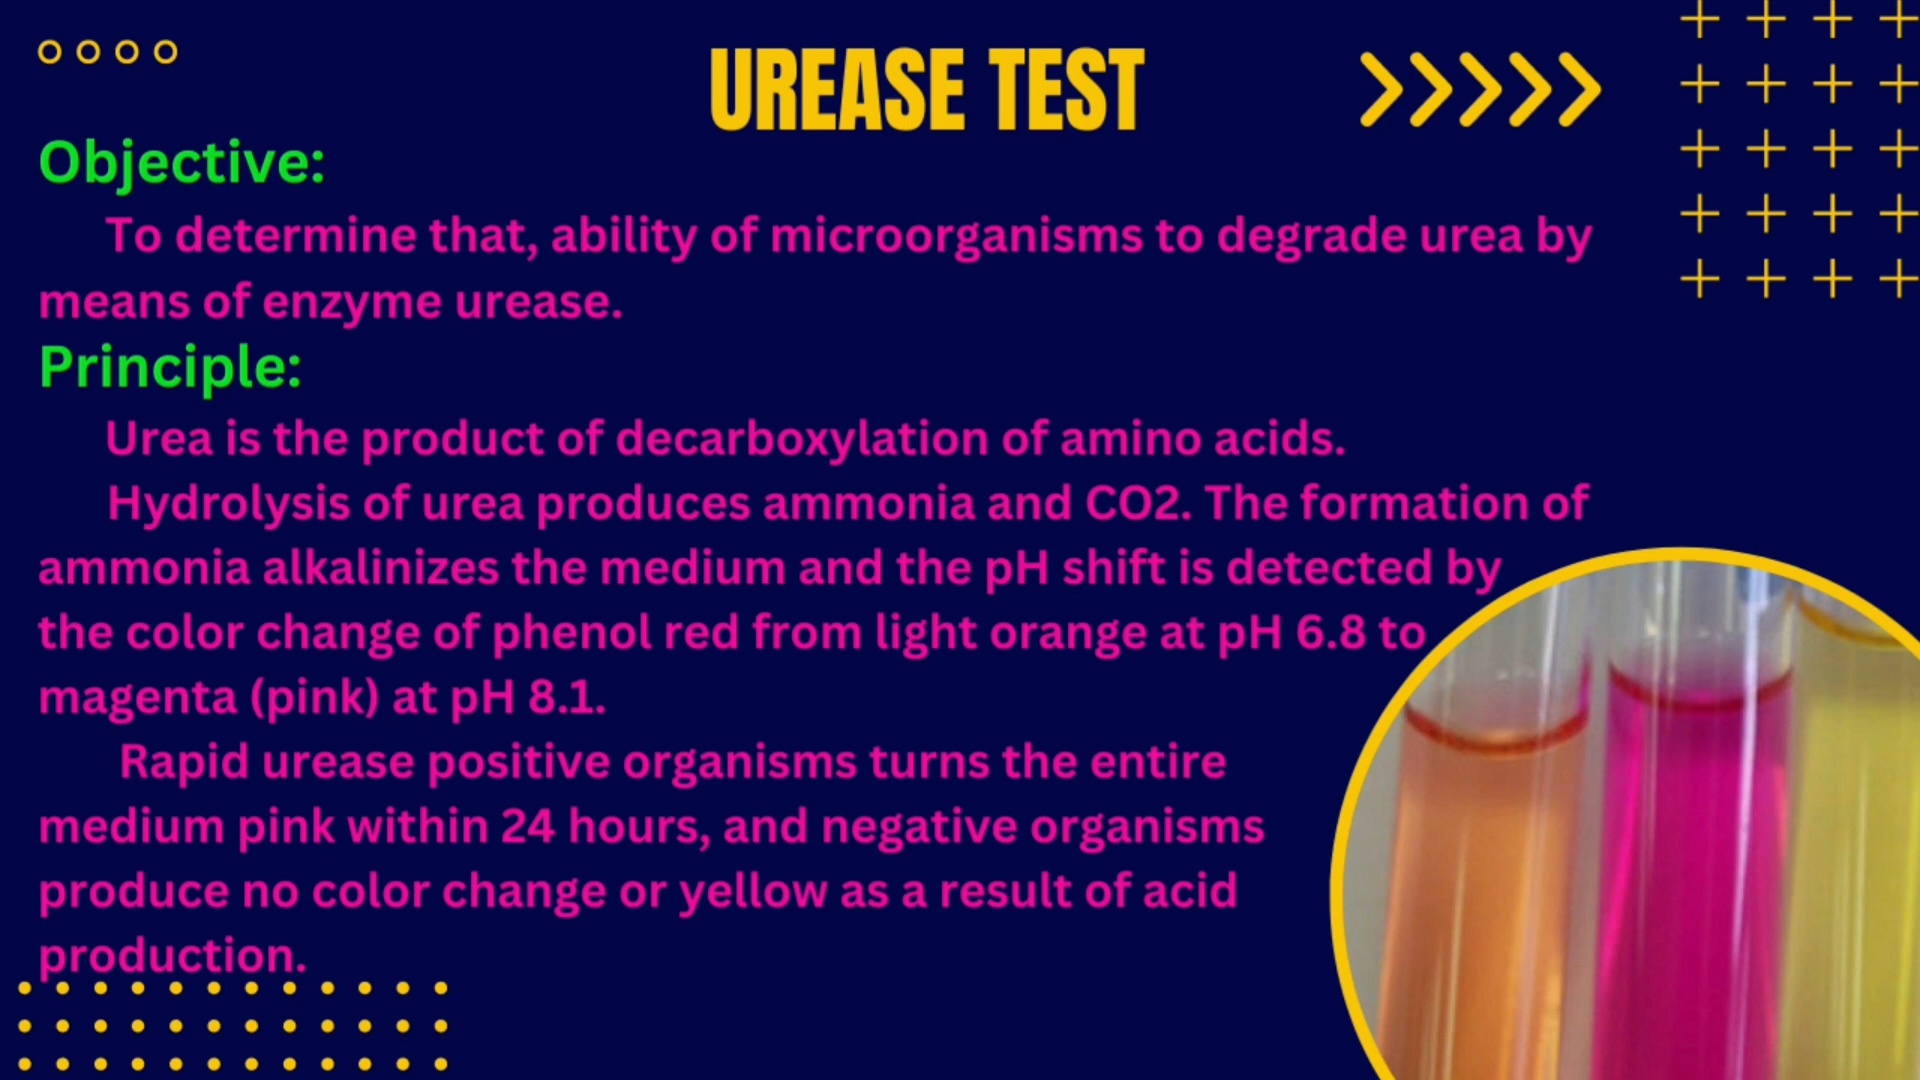 UREASE TEST
Objective:
To determine that, ability of microorganisms to degrade urea by
means of enzyme urease.
Principle:
Urea is the product of decarboxylation of amino acids.
Hydrolysis of urea produces ammonia and CO2. The formation of
ammonia alkalinizes the medium and the pH shift is detected by
the color change of phenol red from light orange at pH 6.8 to
magenta (pink) at pH 8.1.
Rapid urease positive organisms turns the entire
medium pink within 24 hours, and negative organisms
produce no color change or yellow as a result of acid
production.